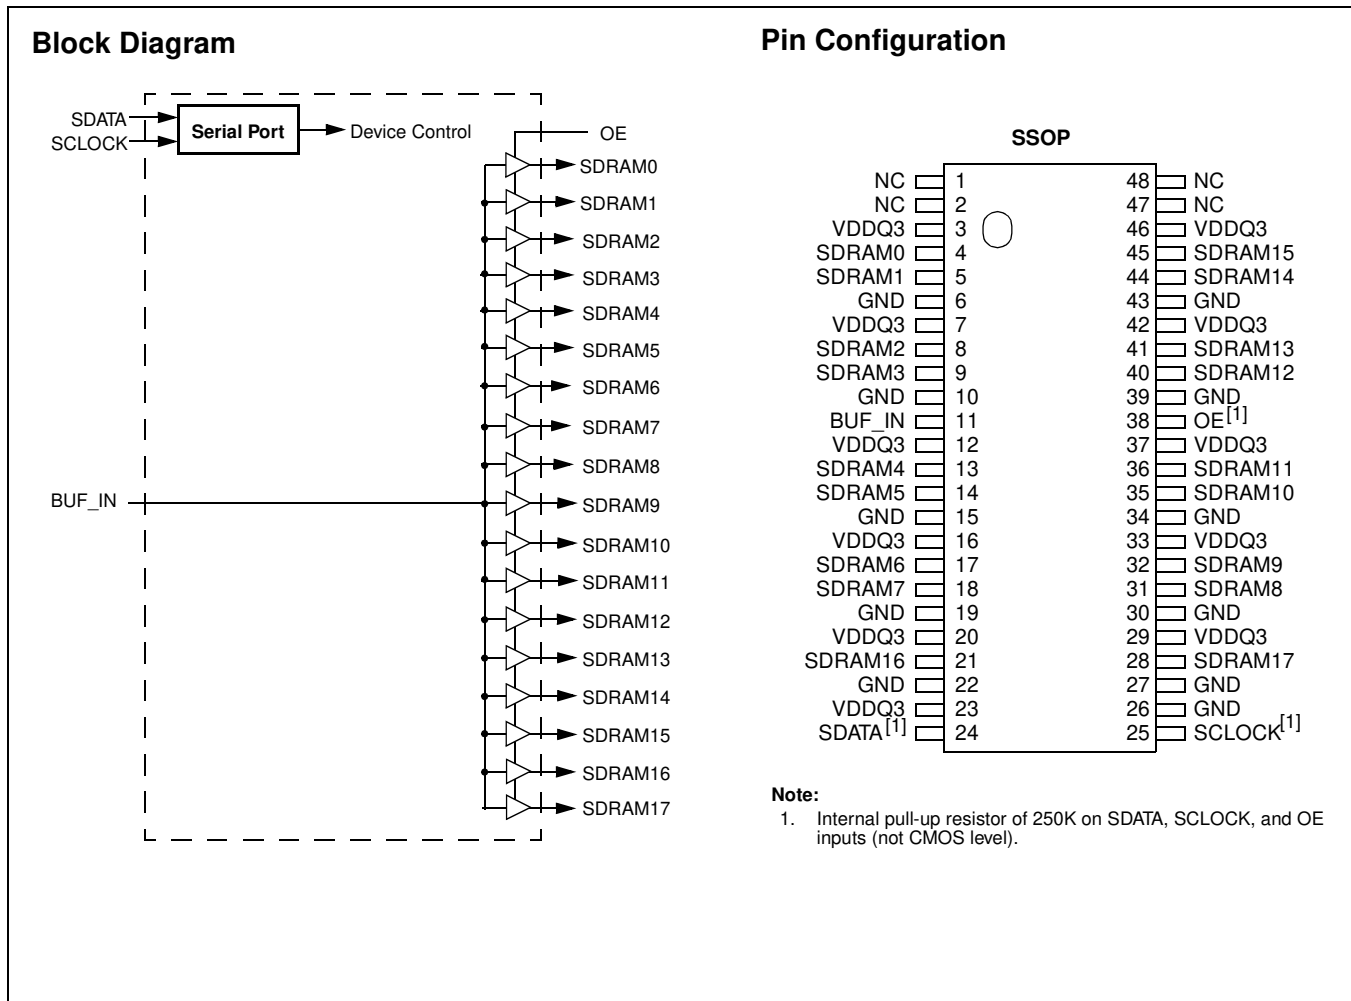 Block Diagram
SDATA
SCLOCK
Serial Port
Device Control
OE
SDRAM0
SDRAM1
SDRAM2
SDRAM3
SDRAM4
SDRAM5
SDRAM6
SDRAM7
SDRAM8
BUF_IN
SDRAM9
SDRAM10
SDRAM11
SDRAM12
SDRAM13
SDRAM14
SDRAM15
SDRAM16
SDRAM17
Pin Configuration
SSOP
NC 1 48 NC
NC 2 47 NC
VDDQ3 3 46 VDDQ3
SDRAM0 4 45 SDRAM15
SDRAM1 5 44 SDRAM14
GND 6 43 GND
VDDQ3 7 42 VDDQ3
SDRAM2 8 41 SDRAM13
SDRAM3 9 40 SDRAM12
GND 10 39 GND
BUF_IN 11 38 OE[1]
VDDQ3 12 37 VDDQ3
SDRAM4 13 36 SDRAM11
SDRAM5 14 35 SDRAM10
GND 15 34 GND
VDDQ3 16 33 VDDQ3
SDRAM6 17 32 SDRAM9
SDRAM7 18 31 SDRAM8
GND 19 30 GND
VDDQ3 20 29 VDDQ3
SDRAM16 21 28 SDRAM17
GND 22 27 GND
VDDQ3 23 26 GND
SDATA[1] 24 25 SCLOCK[1]
Note:
1. Internal pull-up resistor of 250K on SDATA, SCLOCK, and OE
inputs (not CMOS level).